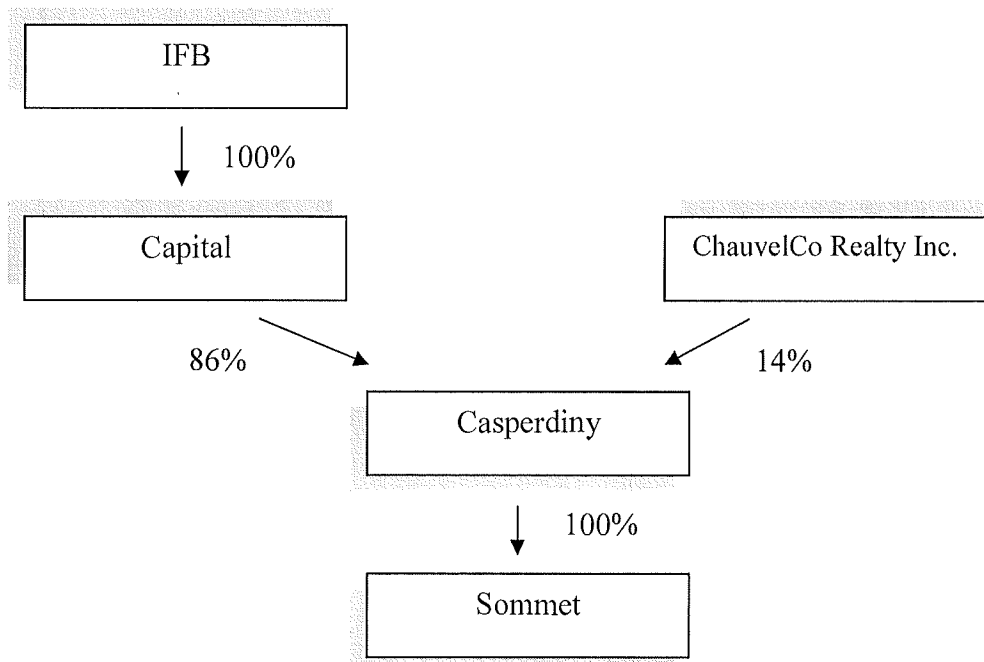 IFB
100%
Capital
ChauvelCo Realty Inc.
86%
14%
Casperdiny
100%
Sommet